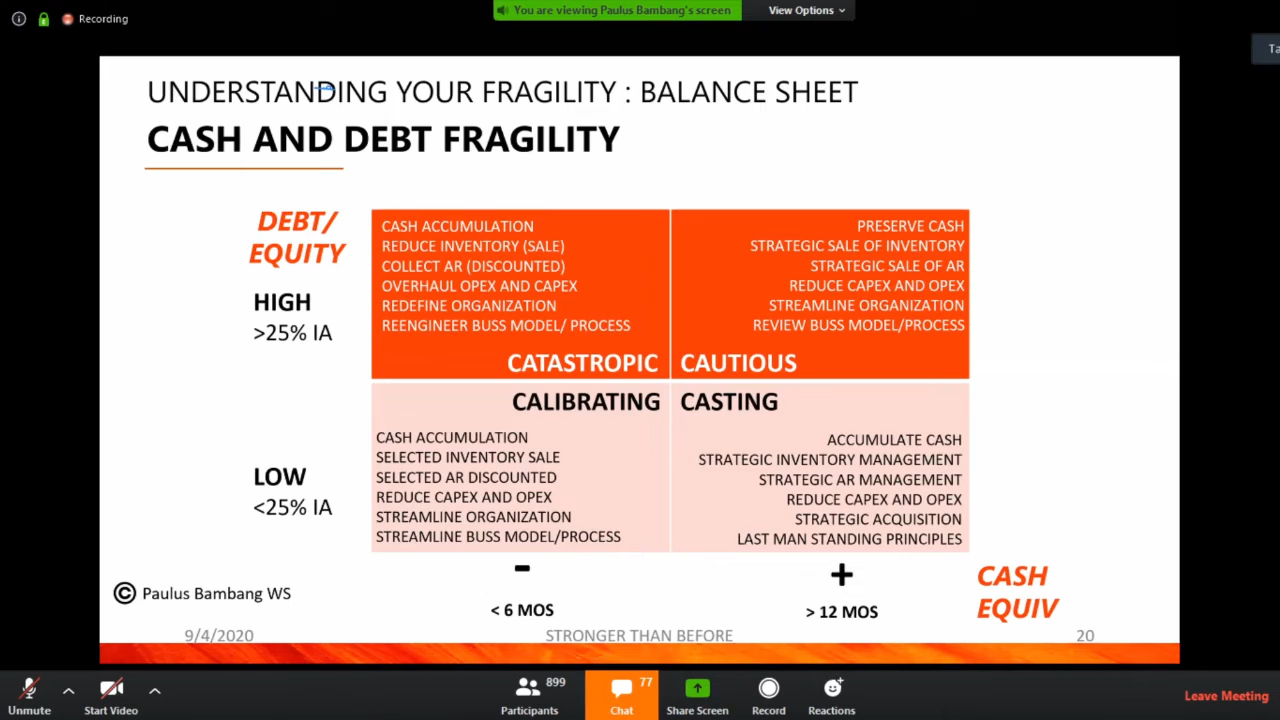 Recording
You are viewing Paulus Bambang's screen
View Options
Ta
UNDERSTANDING YOUR FRAGILITY : BALANCE SHEET
CASH AND DEBT FRAGILITY
DEBT/
EQUITY
HIGH
>25% IA
CASH ACCUMULATION
REDUCE INVENTORY (SALE)
COLLECT AR (DISCOUNTED)
OVERHAUL OPEX AND CAPEX
REDEFINE ORGANIZATION
REENGINEER BUSS MODEL/ PROCESS
CATASTROPIC
PRESERVE CASH
STRATEGIC SALE OF INVENTORY
STRATEGIC SALE OF AR
REDUCE CAPEX AND OPEX
STREAMLINE ORGANIZATION
REVIEW BUSS MODEL/PROCESS
CAUTIOUS
LOW
<25% IA
CALIBRATING
CASH ACCUMULATION
SELECTED INVENTORY SALE
SELECTED AR DISCOUNTED
REDUCE CAPEX AND OPEX
STREAMLINE ORGANIZATION
STREAMLINE BUSS MODEL/PROCESS
CASTING
ACCUMULATE CASH
STRATEGIC INVENTORY MANAGEMENT
STRATEGIC AR MANAGEMENT
REDUCE CAPEX AND OPEX
STRATEGIC ACQUISITION
LAST MAN STANDING PRINCIPLES
-
< 6 MOS
+
> 12 MOS
CASH
EQUIV
© Paulus Bambang WS
9/4/2020
STRONGER THAN BEFORE
20
Unmute
Start Video
899
Participants
77
Chat
Share Screen
Record
Reactions
Leave Meeting